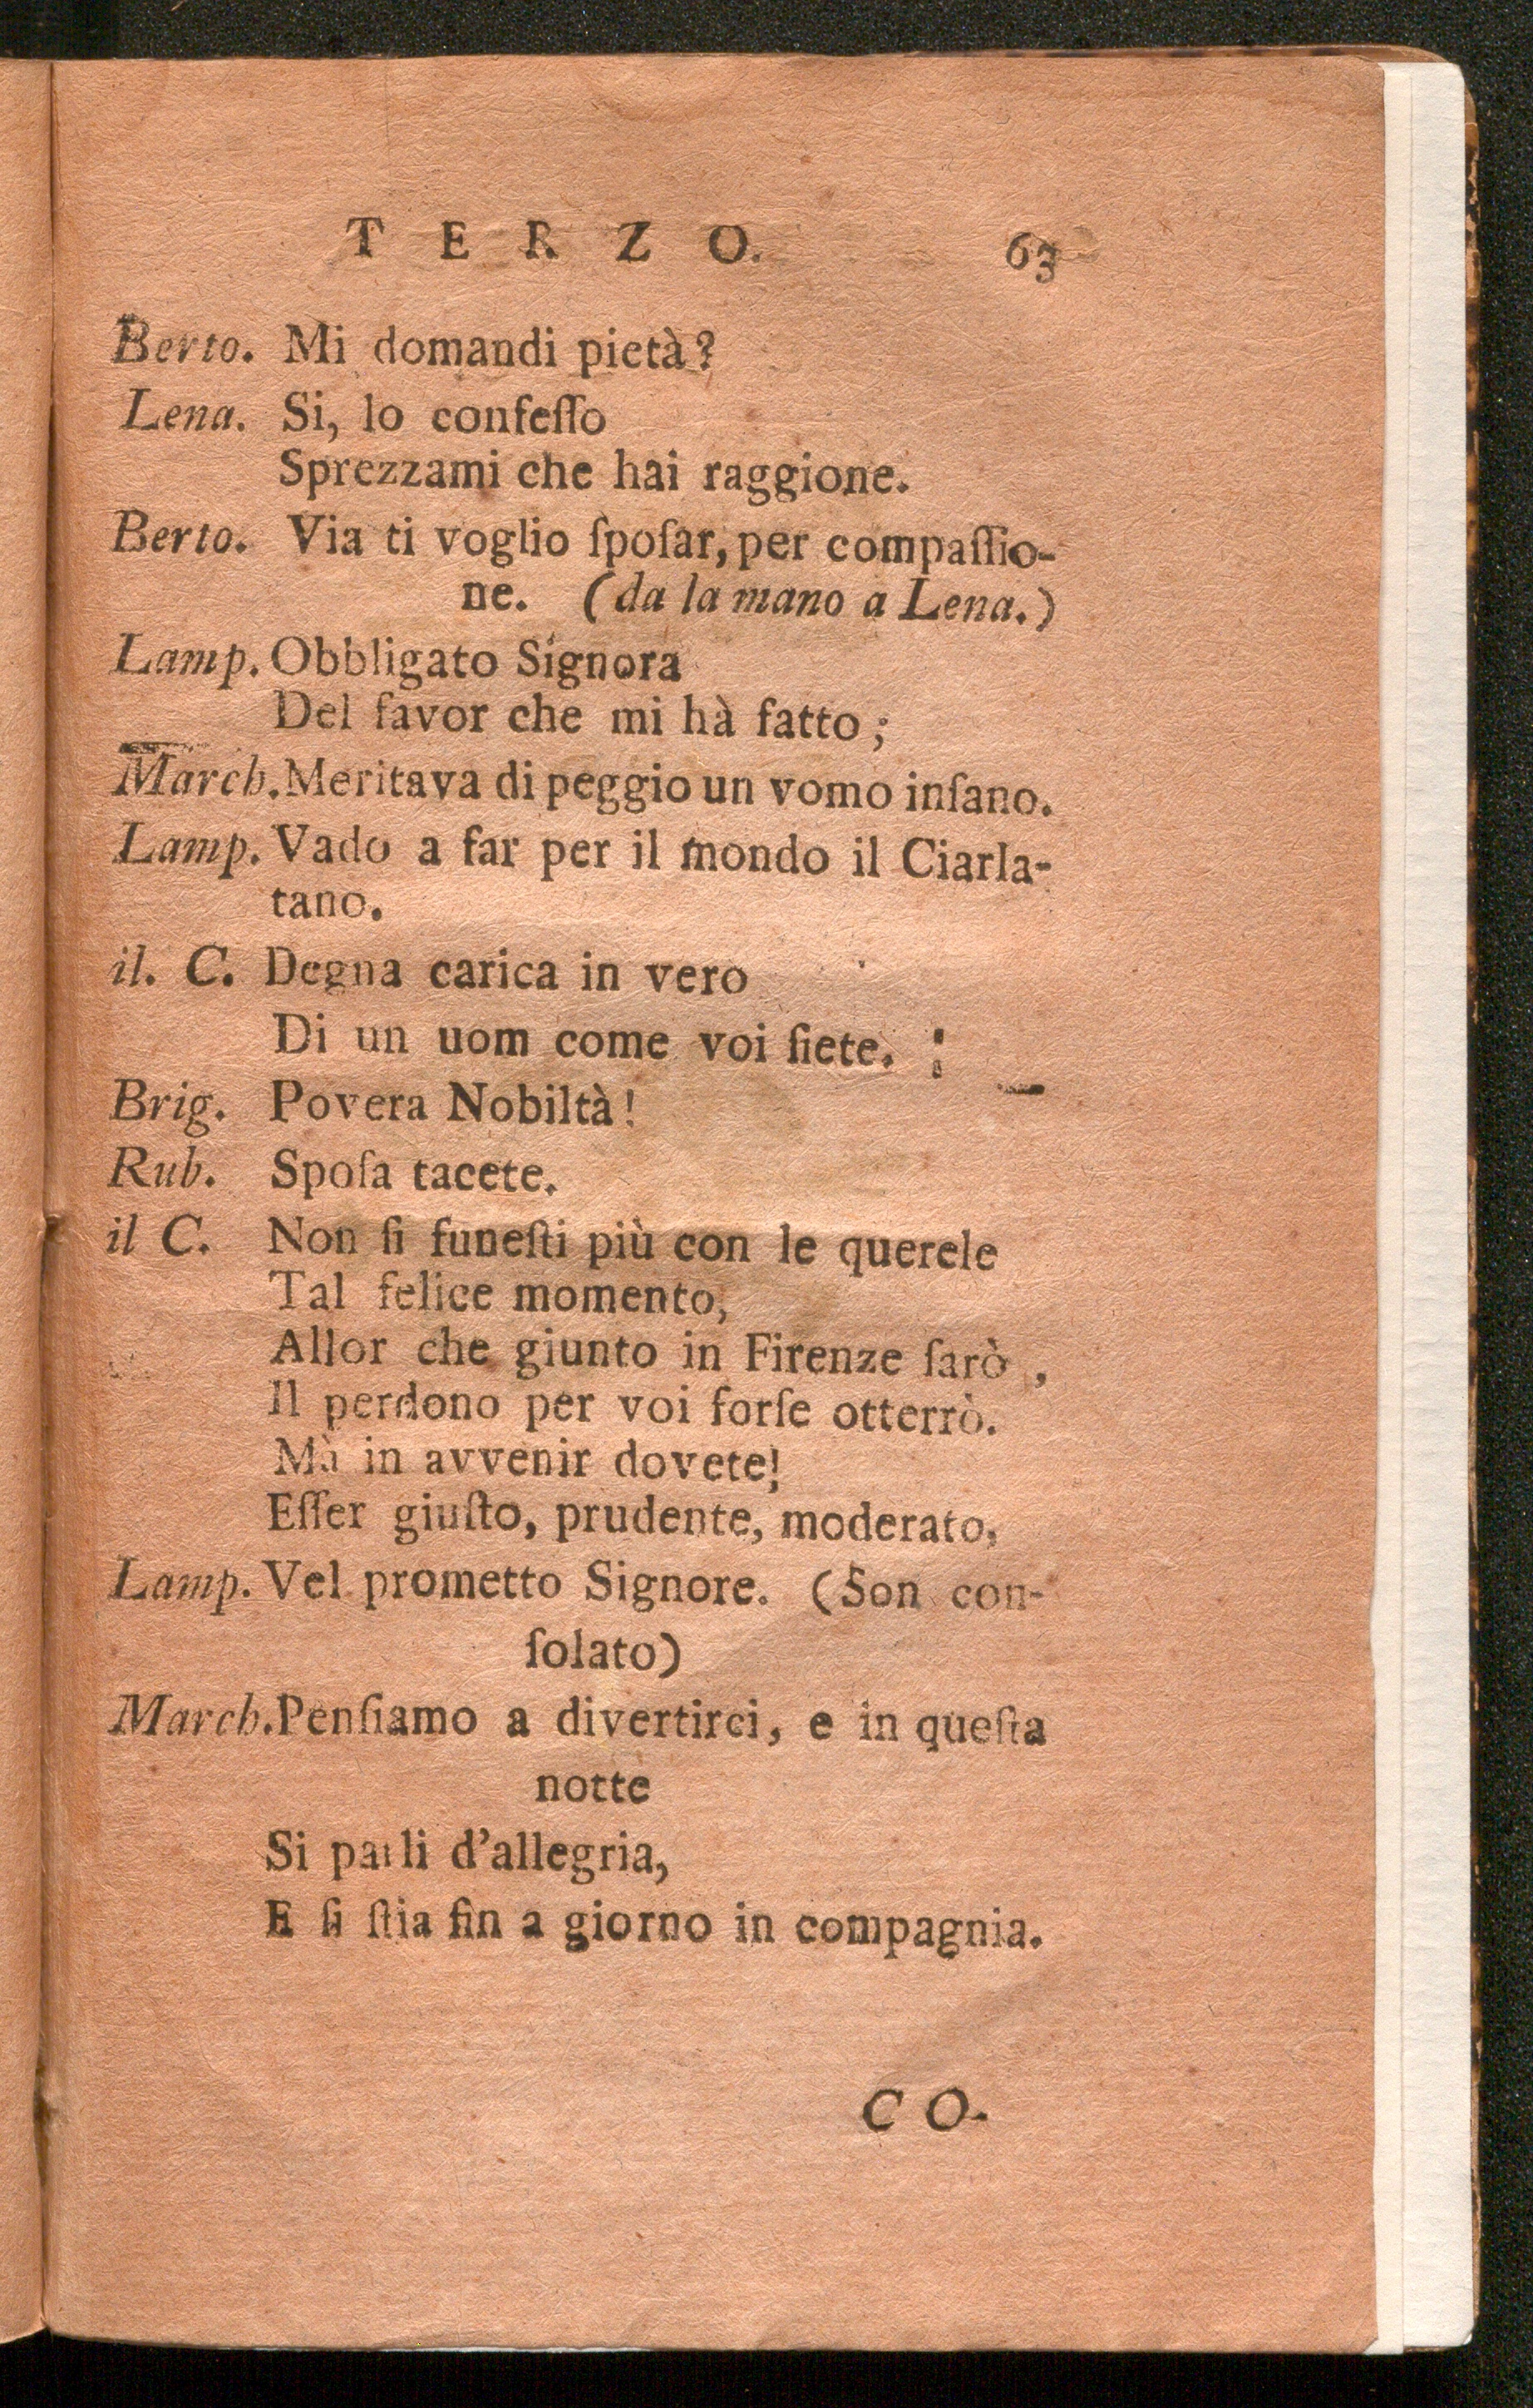 TERZO. 63
Berto. Mi domandi pietà?
Lena. Si, lo confeſſo
Sprezzami che hai raggione.
Berto. Via ti voglio ſpoſar, per compaſſio-
ne. (da la mano a Lena.)
Lamp. Obbligato Signora
Del favor che mi hà fatto;
March. Meritava di peggio un vomo inſano.
Lamp. Vado a far per il mondo il Ciarla-
tano.
il. C. Degna carica in vero
Di un uom come voi ſiete.
Brig. Povera Nobiltà!
Rub. Spoſa tacete.
il C. Non ſi funeſti più con le querele
Tal felice momento,
Allor che giunto in Firenze ſarò,
Il perdono per voi forſe otterrò.
Mà in avvenir dovete!
Eſſer giuſto, prudente, moderato,
Lamp. Vel prometto Signore. (Son con-
ſolato)
March. Penſiamo a divertirci, e in queſta
notte
Si parli d'allegria,
E ſi ſtia fin a giorno in compagnia.
CO-